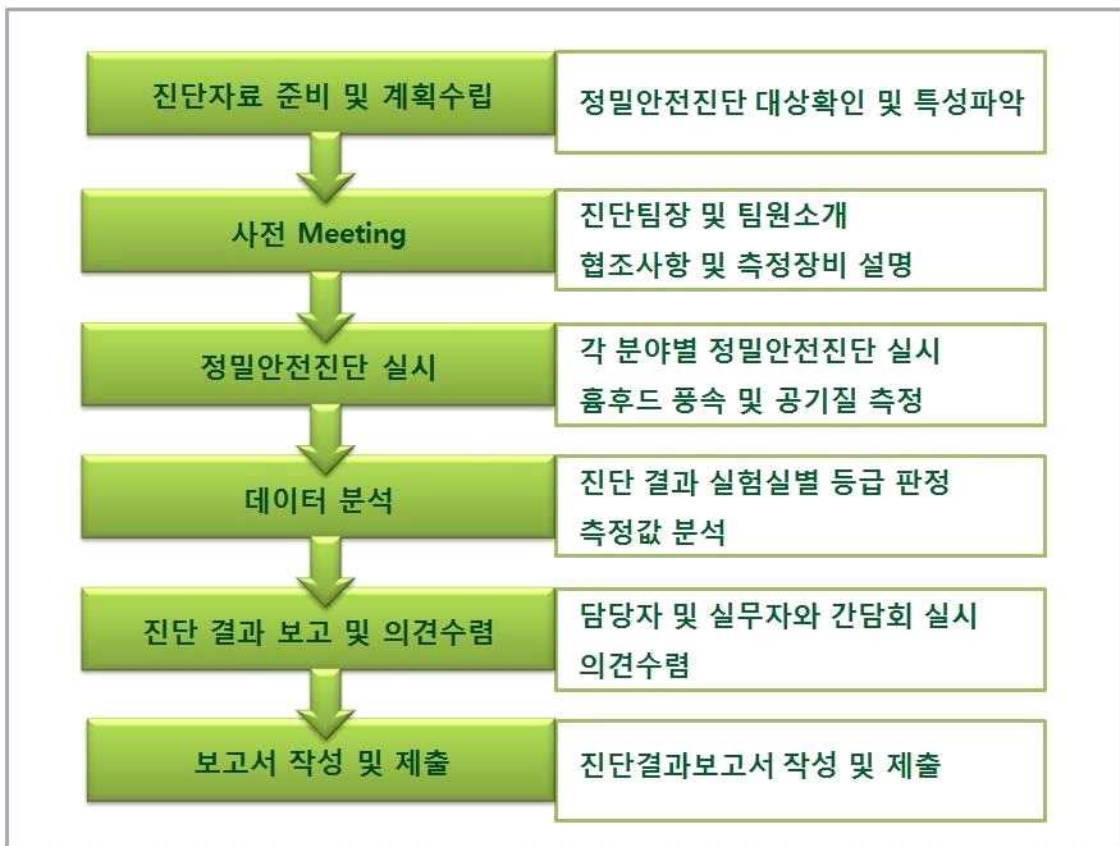 진단자료 준비 및 계획수립
정밀안전진단 대상확인 및 특성파악
사전 Meeting
진단팀장 및 팀원소개
협조사항 및 측정장비 설명
정밀안전진단 실시
각 분야별 정밀안전진단 실시
흄후드 풍속 및 공기질 측정
데이터 분석
진단 결과 실험실별 등급 판정
측정값 분석
진단 결과 보고 및 의견수렴
담당자 및 실무자와 간담회 실시
의견수렴
보고서 작성 및 제출
진단결과보고서 작성 및 제출